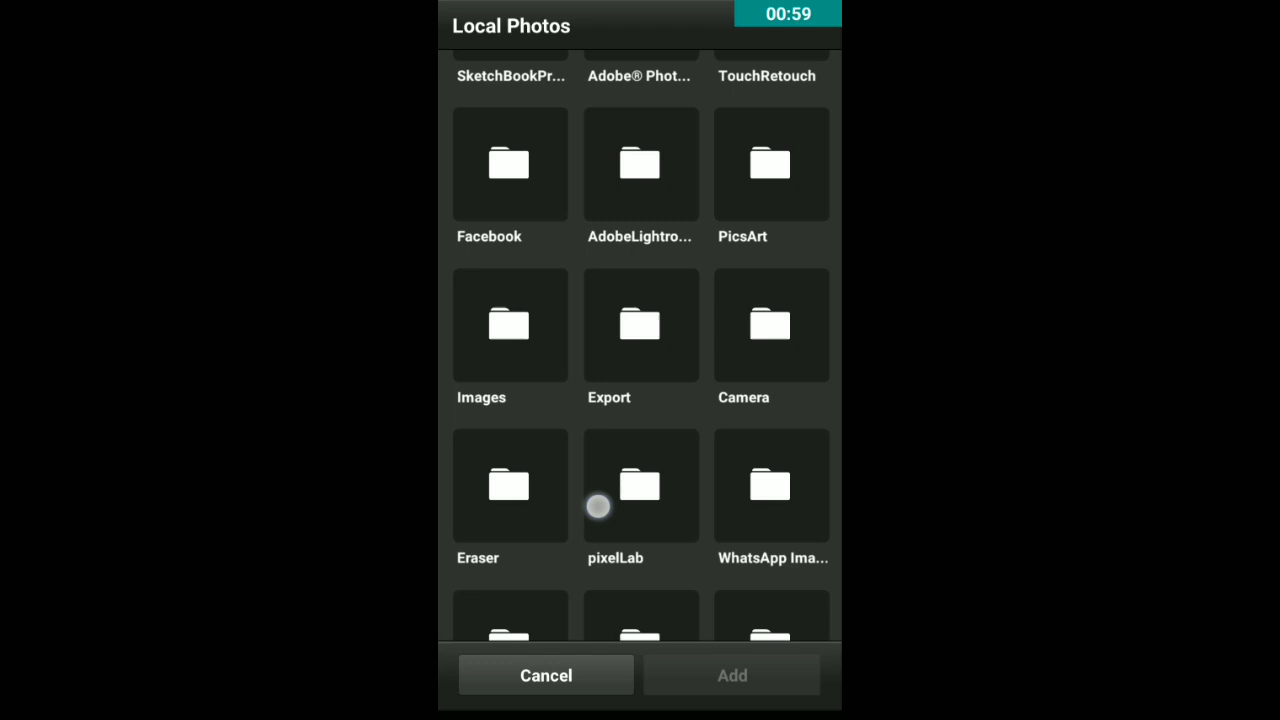 Local Photos
00:59
SketchBookPr...
Adobe® Phot...
TouchRetouch
Facebook
AdobeLightro...
PicsArt
Images
Export
Camera
Eraser
pixelLab
WhatsApp Ima...
Cancel
Add